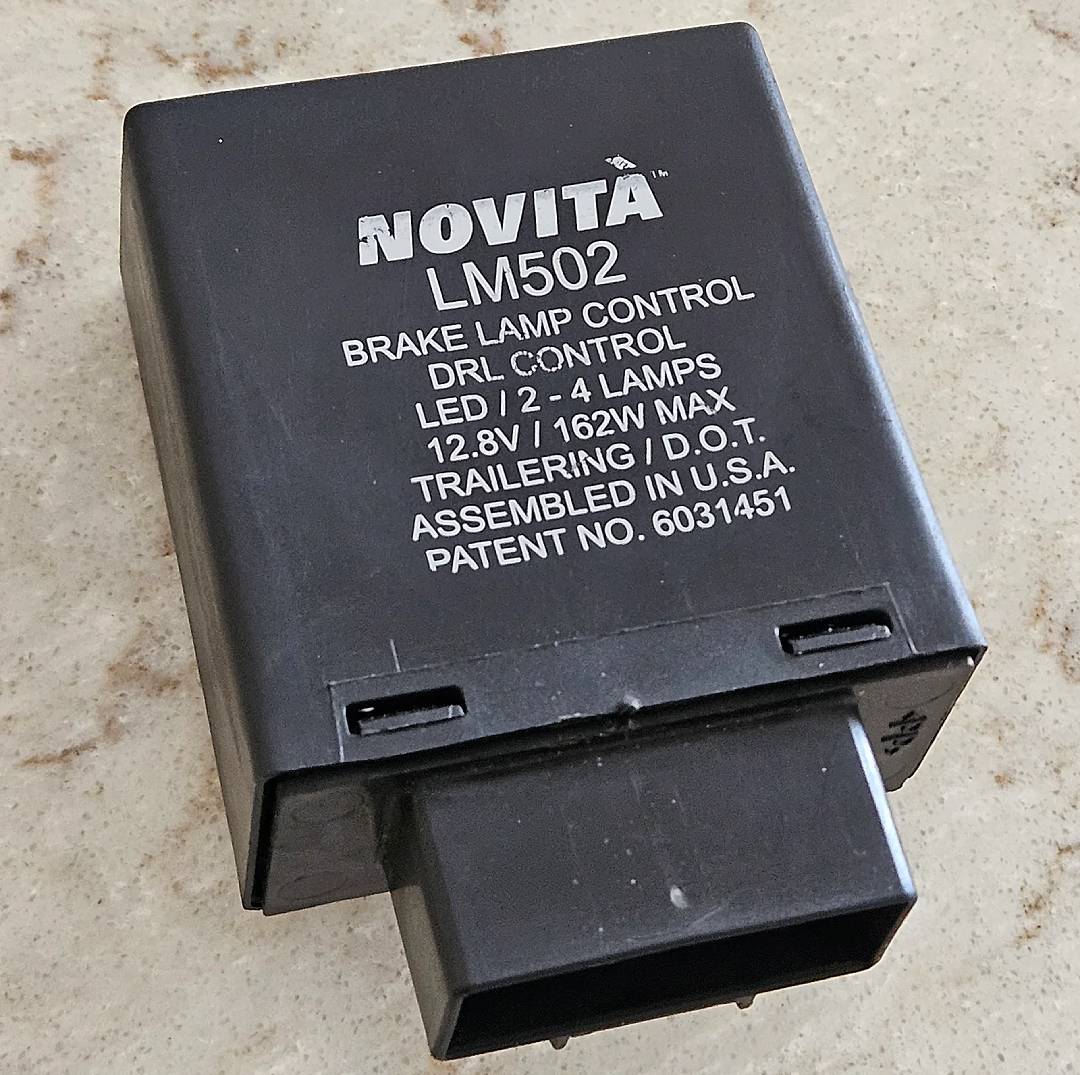 NOVITÀ™
LM502
BRAKE LAMP CONTROL
DRL CONTROL
LED / 2 - 4 LAMPS
12.8V / 162W MAX
TRAILERING / D.O.T.
ASSEMBLED IN U.S.A.
PATENT NO. 6031451